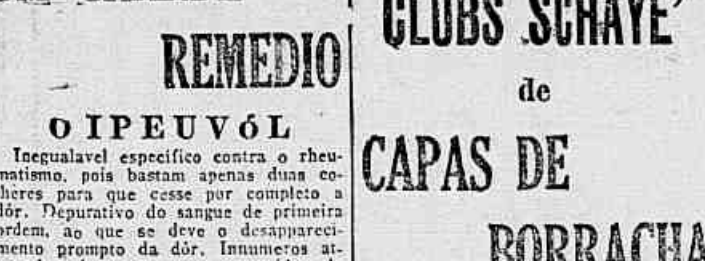 REMEDIO
O IPEUVÓL
Inegualavel especifico contra o rheu-
matismo, pois bastam apenas duas co-
lheres para que cesse por completo a
dôr. Depurativo do sangue de primeira
ordem, ao que se deve o desappareci-
mento prompto da dôr. Innumeros at-
CLUBS SCHAYE'
de
CAPAS DE
BORRACHA